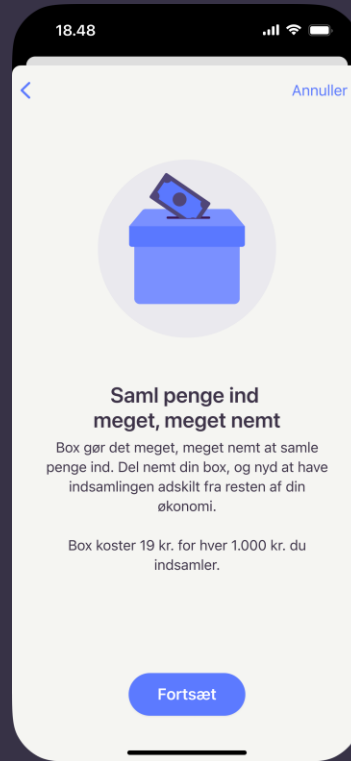 18.48
Annuller
Saml penge ind
meget, meget nemt
Box gør det meget, meget nemt at samle
penge ind. Del nemt din box, og nyd at have
indsamlingen adskilt fra resten af din
økonomi.
Box koster 19 kr. for hver 1.000 kr. du
indsamler.
Fortsæt